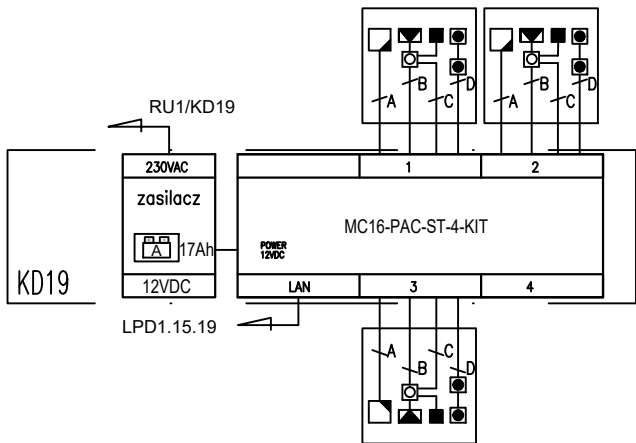 A B C D
A B C D
RU1/KD19
230VAC
1
2
zasilacz
MC16-PAC-ST-4-KIT
A
17Ah
POWER
12VDC
KD19
12VDC
LAN
3
4
LPD1.15.19
A B C D